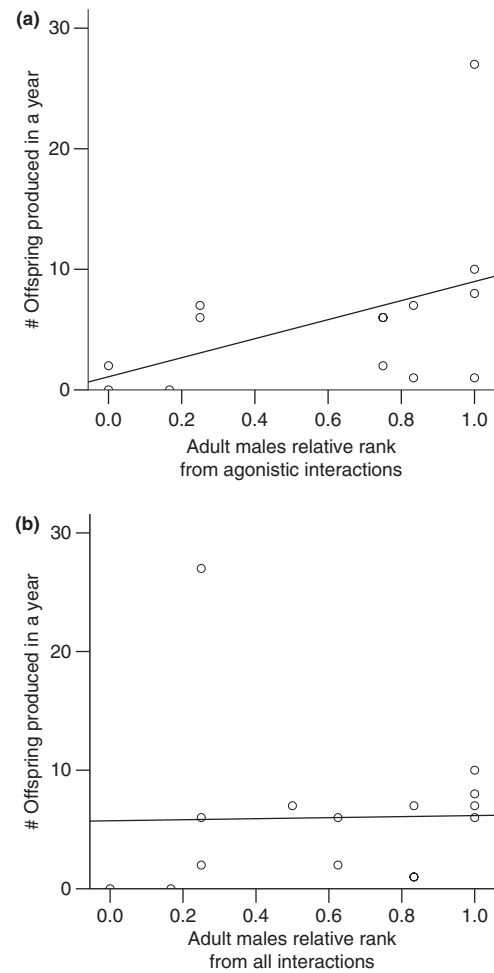 (a)
# Offspring produced in a year
30
20
10
0
0.0 0.2 0.4 0.6 0.8 1.0
Adult males relative rank
from agonistic interactions
(b)
# Offspring produced in a year
30
20
10
0
0.0 0.2 0.4 0.6 0.8 1.0
Adult males relative rank
from all interactions